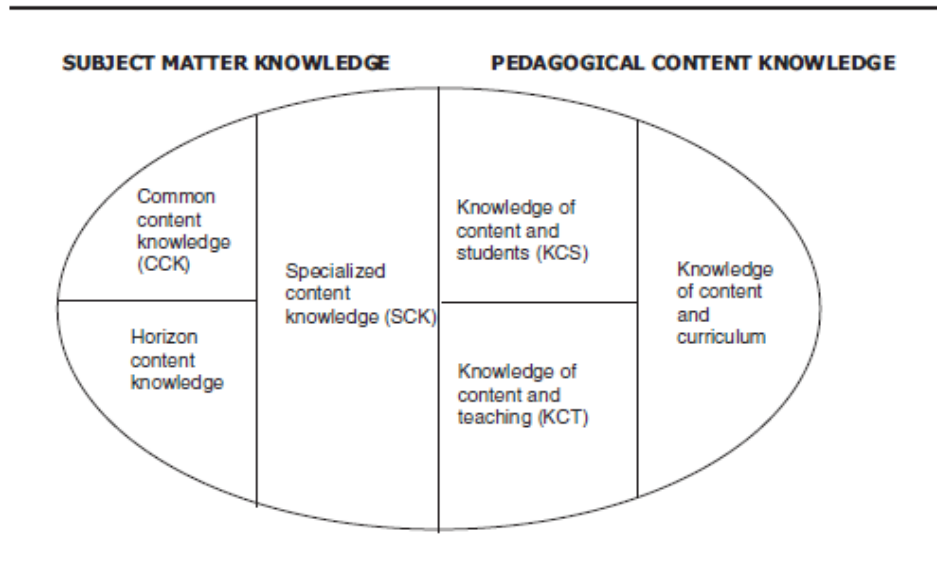 SUBJECT MATTER KNOWLEDGE
PEDAGOGICAL CONTENT KNOWLEDGE
Common
content
knowledge
(CCK)
Horizon
content
knowledge
Specialized
content
knowledge (SCK)
Knowledge of
content and
students (KCS)
Knowledge of
content and
teaching (KCT)
Knowledge
of content
and
curriculum